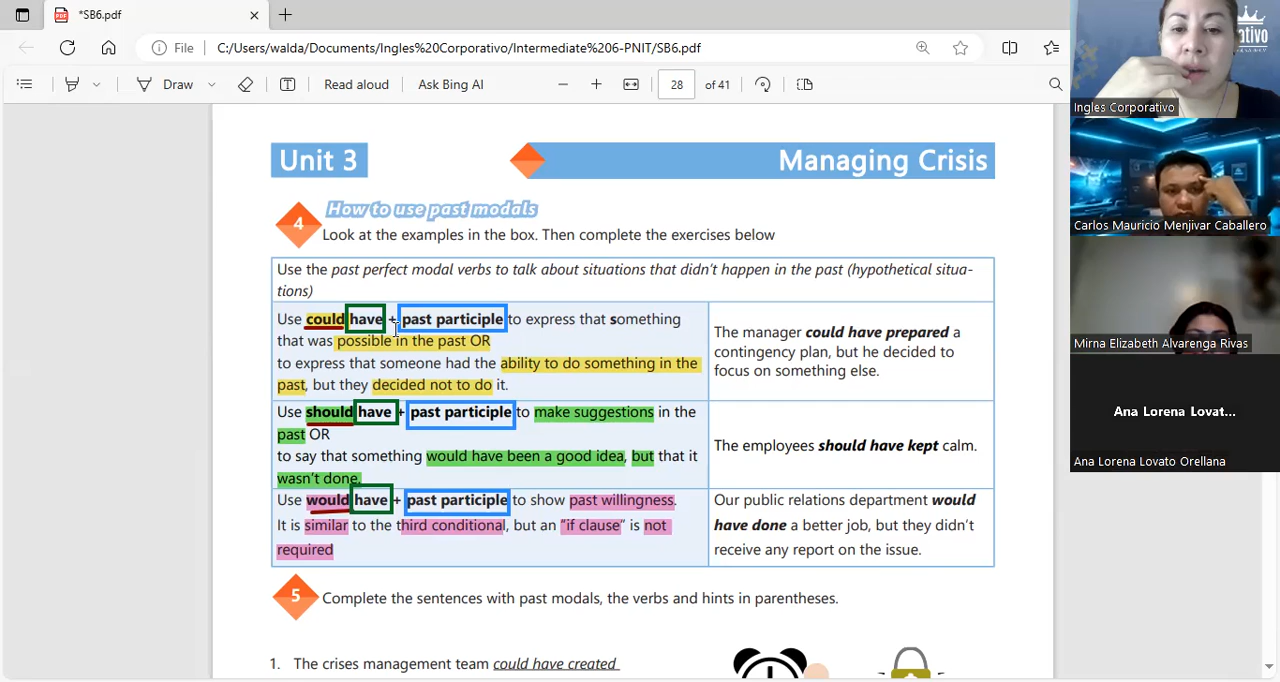 *SB6.pdf
File
C:/Users/walda/Documents/Ingles%20Corporativo/Intermediate%206-PNIT/SB6.pdf
Draw
Read aloud
Ask Bing AI
28
of 41
Unit 3
Managing Crisis
4
How to use past modals
Look at the examples in the box. Then complete the exercises below
Use the past perfect modal verbs to talk about situations that didn't happen in the past (hypothetical situa-
tions)
Use could have + past participle to express that something
that was possible in the past OR
to express that someone had the ability to do something in the
past, but they decided not to do it.
The manager could have prepared a
contingency plan, but he decided to
focus on something else.
Use should have + past participle to make suggestions in the
past OR
to say that something would have been a good idea, but that it
wasn't done.
The employees should have kept calm.
Use would have + past participle to show past willingness.
It is similar to the third conditional, but an "if clause" is not
required
Our public relations department would
have done a better job, but they didn't
receive any report on the issue.
5
Complete the sentences with past modals, the verbs and hints in parentheses.
1. The crises management team could have created
ativo
Ingles Corporativo
Carlos Mauricio Menjivar Caballero
Mirna Elizabeth Alvarenga Rivas
Ana Lorena Lovat...
Ana Lorena Lovato Orellana